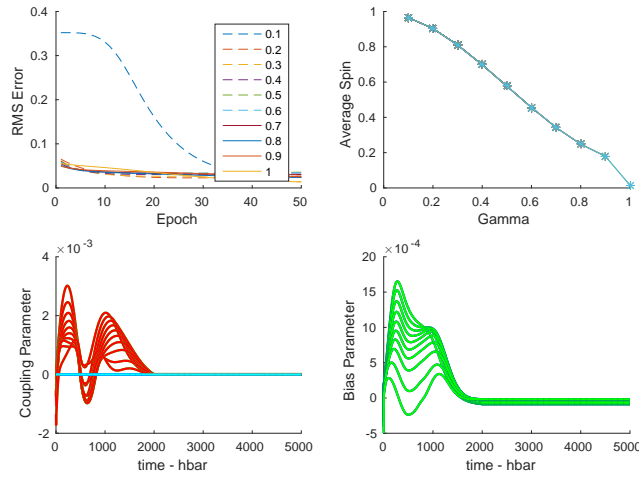 0.4
0.3
0.2
0.1
0
RMS Error
0 10 20 30 40 50
Epoch
0.1
0.2
0.3
0.4
0.5
0.6
0.7
0.8
0.9
1
1
0.8
0.6
0.4
0.2
0
Average Spin
0 0.2 0.4 0.6 0.8 1
Gamma
×10^-3
4
2
0
-2
Coupling Parameter
0 1000 2000 3000 4000 5000
time - hbar
×10^-4
20
15
10
5
0
-5
Bias Parameter
0 1000 2000 3000 4000 5000
time - hbar